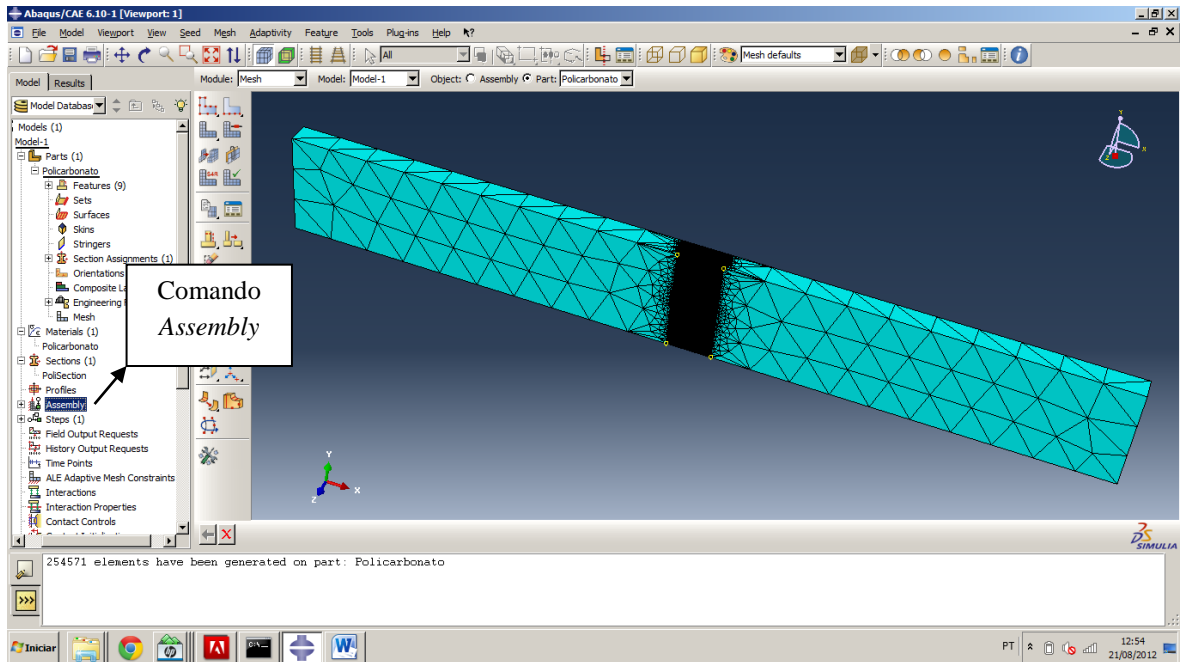 Abaqus/CAE 6.10-1 [Viewport: 1]
File Model Viewport View Seed Mesh Adaptivity Feature Tools Plug-ins Help
All
Mesh defaults
Model Results
Module: Mesh Model: Model-1 Object: Assembly Part: Policarbonato
Model Databas
Models (1)
Model-1
Parts (1)
Policarbonato
Features (9)
Sets
Surfaces
Skins
Stringers
Section Assignments (1)
Orientations
Composite La
Engineering
Mesh
Materials (1)
Policarbonato
Sections (1)
PoliSection
Profiles
Assembly
Steps (1)
Field Output Requests
History Output Requests
Time Points
ALE Adaptive Mesh Constraints
Interactions
Interaction Properties
Contact Controls
Comando
Assembly
Y
X
Z
Y
X
Z
SIMULIA
254571 elements have been generated on part: Policarbonato
>>>
Iniciar
PT
12:54
21/08/2012